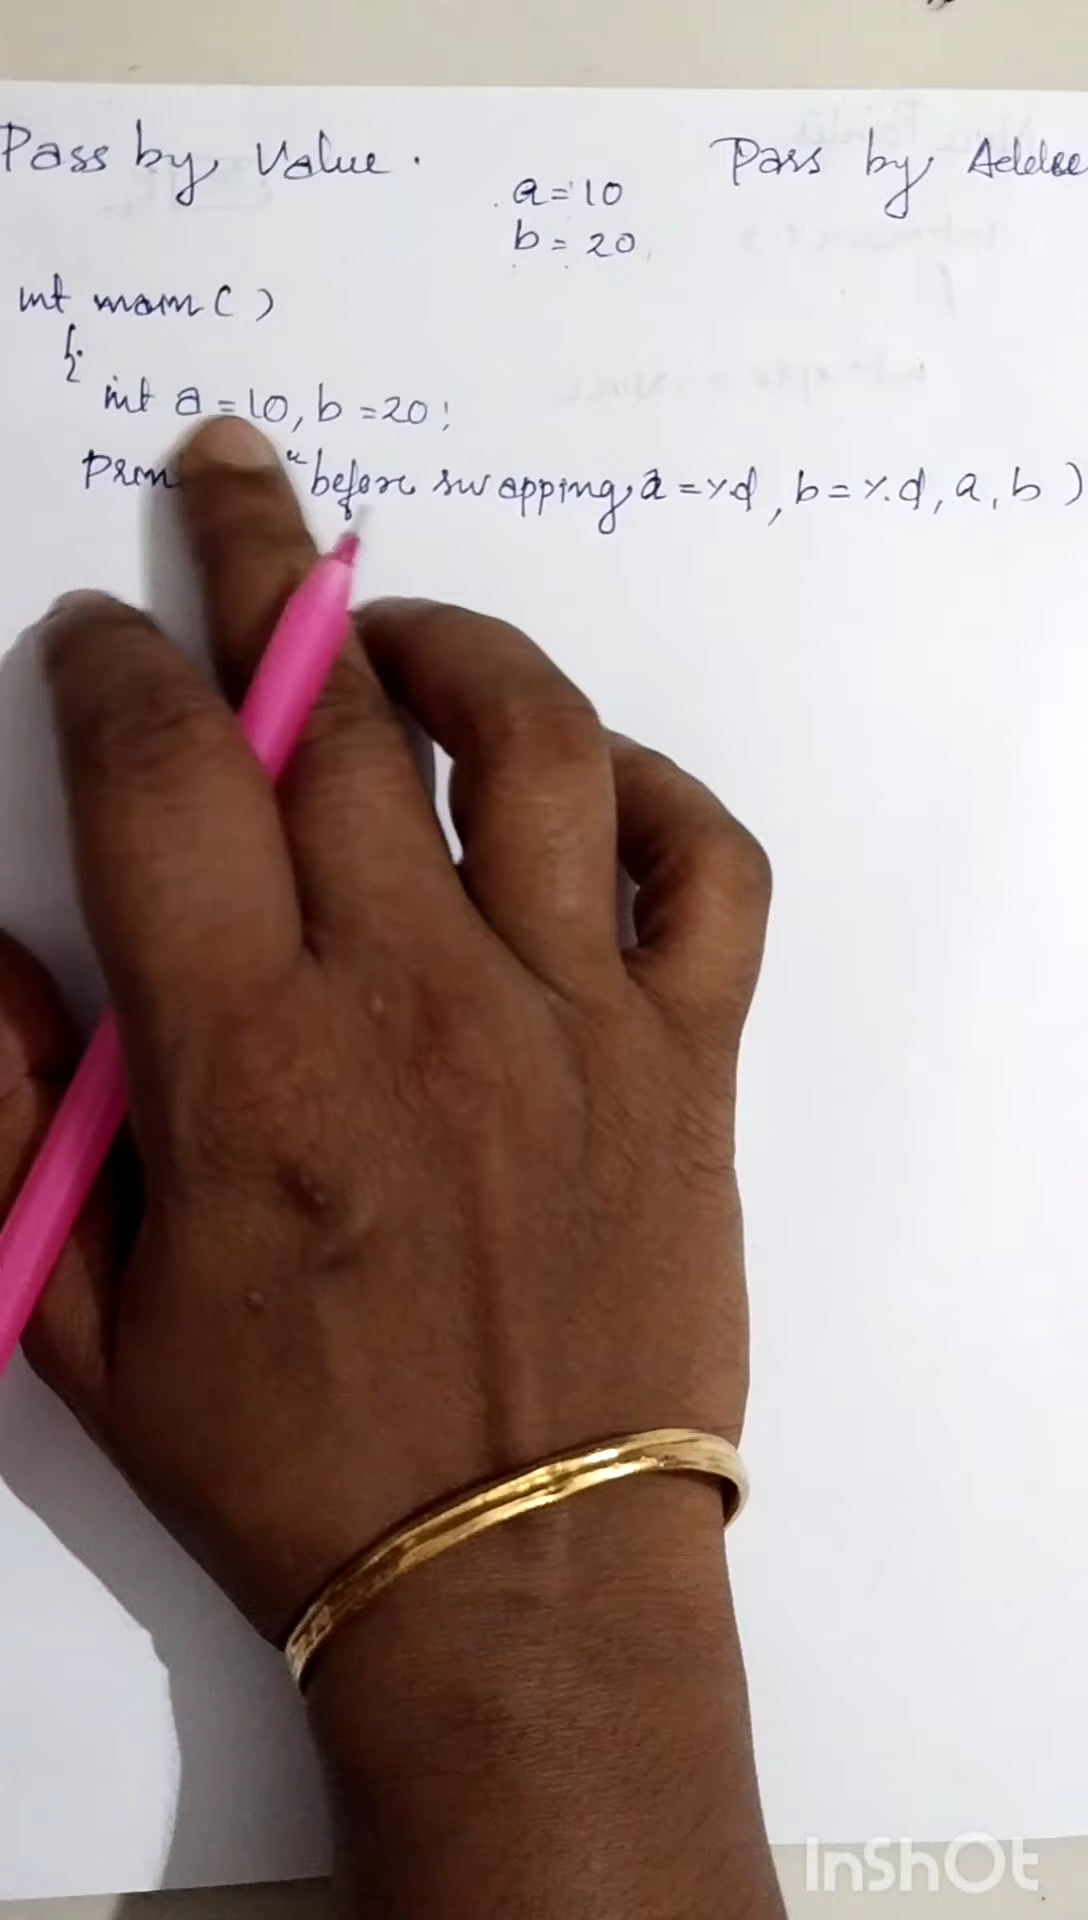 Pass by Value.
Pass by Addre
a=10
b=20
int main()
{
int a=10, b=20;
"before swapping a=%d, b=%d, a, b)
InShOt